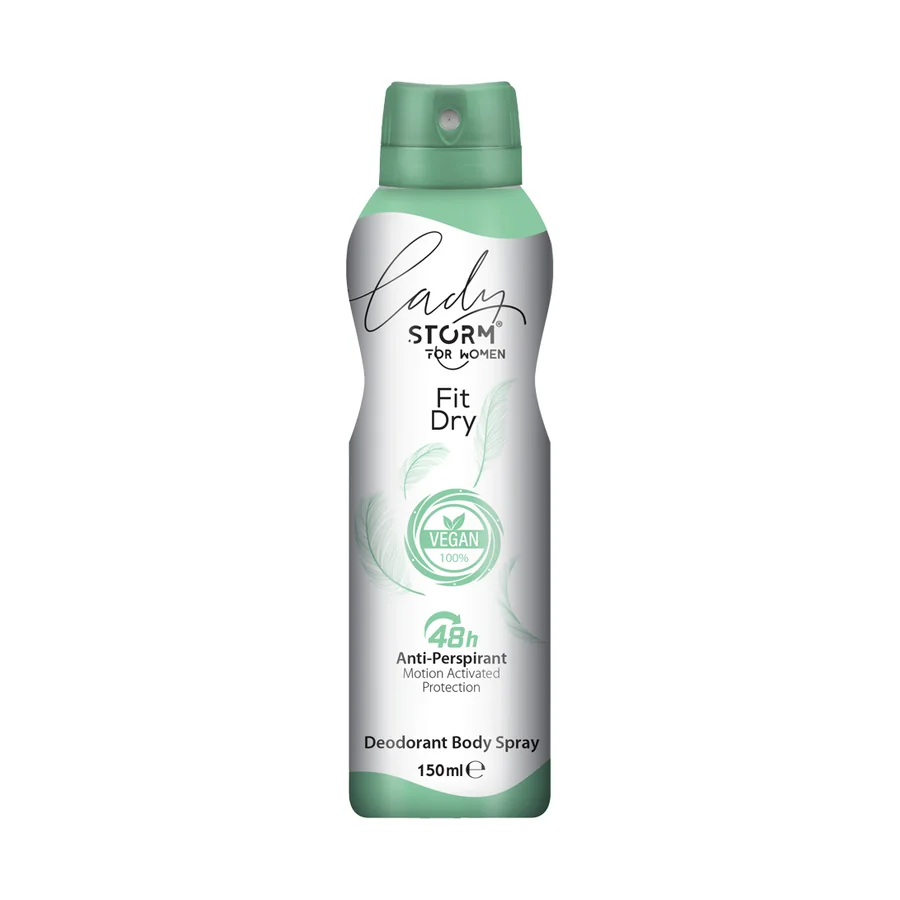 lady
STORM®
FOR WOMEN
Fit
Dry
VEGAN
100%
48h
Anti-Perspirant
Motion Activated
Protection
Deodorant Body Spray
150ml ℮